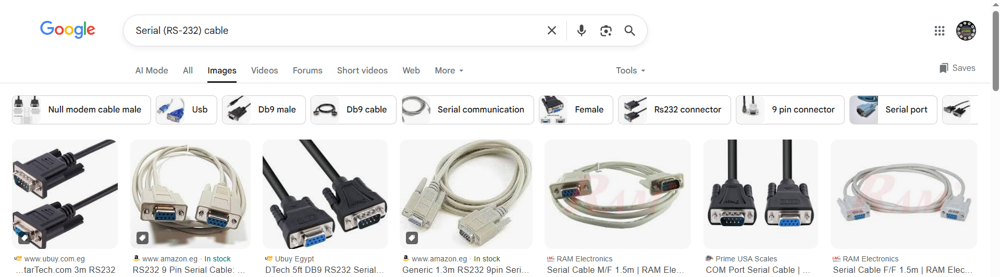 Google
Serial (RS-232) cable
AI Mode
All
Images
Videos
Forums
Short videos
Web
More
Tools
Saves
Null modem cable male
Usb
Db9 male
Db9 cable
Serial communication
Female
Rs232 connector
9 pin connector
Serial port
www.ubuy.com.eg
...tarTech.com 3m RS232
www.amazon.eg · In stock
RS232 9 Pin Serial Cable: ...
Ubuy Egypt
DTech 5ft DB9 RS232 Serial...
www.amazon.eg · In stock
Generic 1.3m RS232 9pin Seri...
RAM Electronics
Serial Cable M/F 1.5m | RAM Ele...
Prime USA Scales
COM Port Serial Cable | ...
RAM Electronics
Serial Cable F/F 1.5m | RAM Elec...